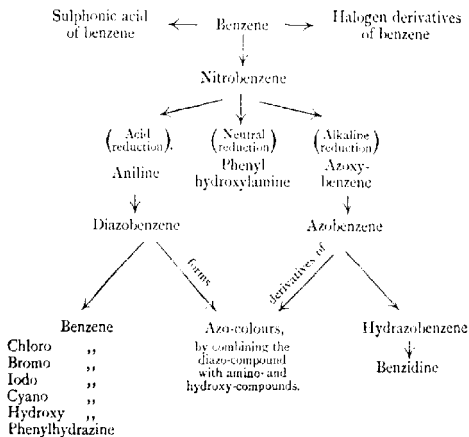 Sulphonic acid of benzene
Benzene
Halogen derivatives of benzene
Nitrobenzene
(Acid reduction).
(Neutral reduction)
(Alkaline reduction)
Aniline
Phenyl hydroxylamine
Azoxy-benzene
Diazobenzene
Azobenzene
forms
derivatives of
Benzene
Chloro ,,
Bromo ,,
Iodo ,,
Cyano ,,
Hydroxy ,,
Phenylhydrazine
Azo-colours,
by combining the
diazo-compound
with amino- and
hydroxy-compounds.
Hydrazobenzene
Benzidine